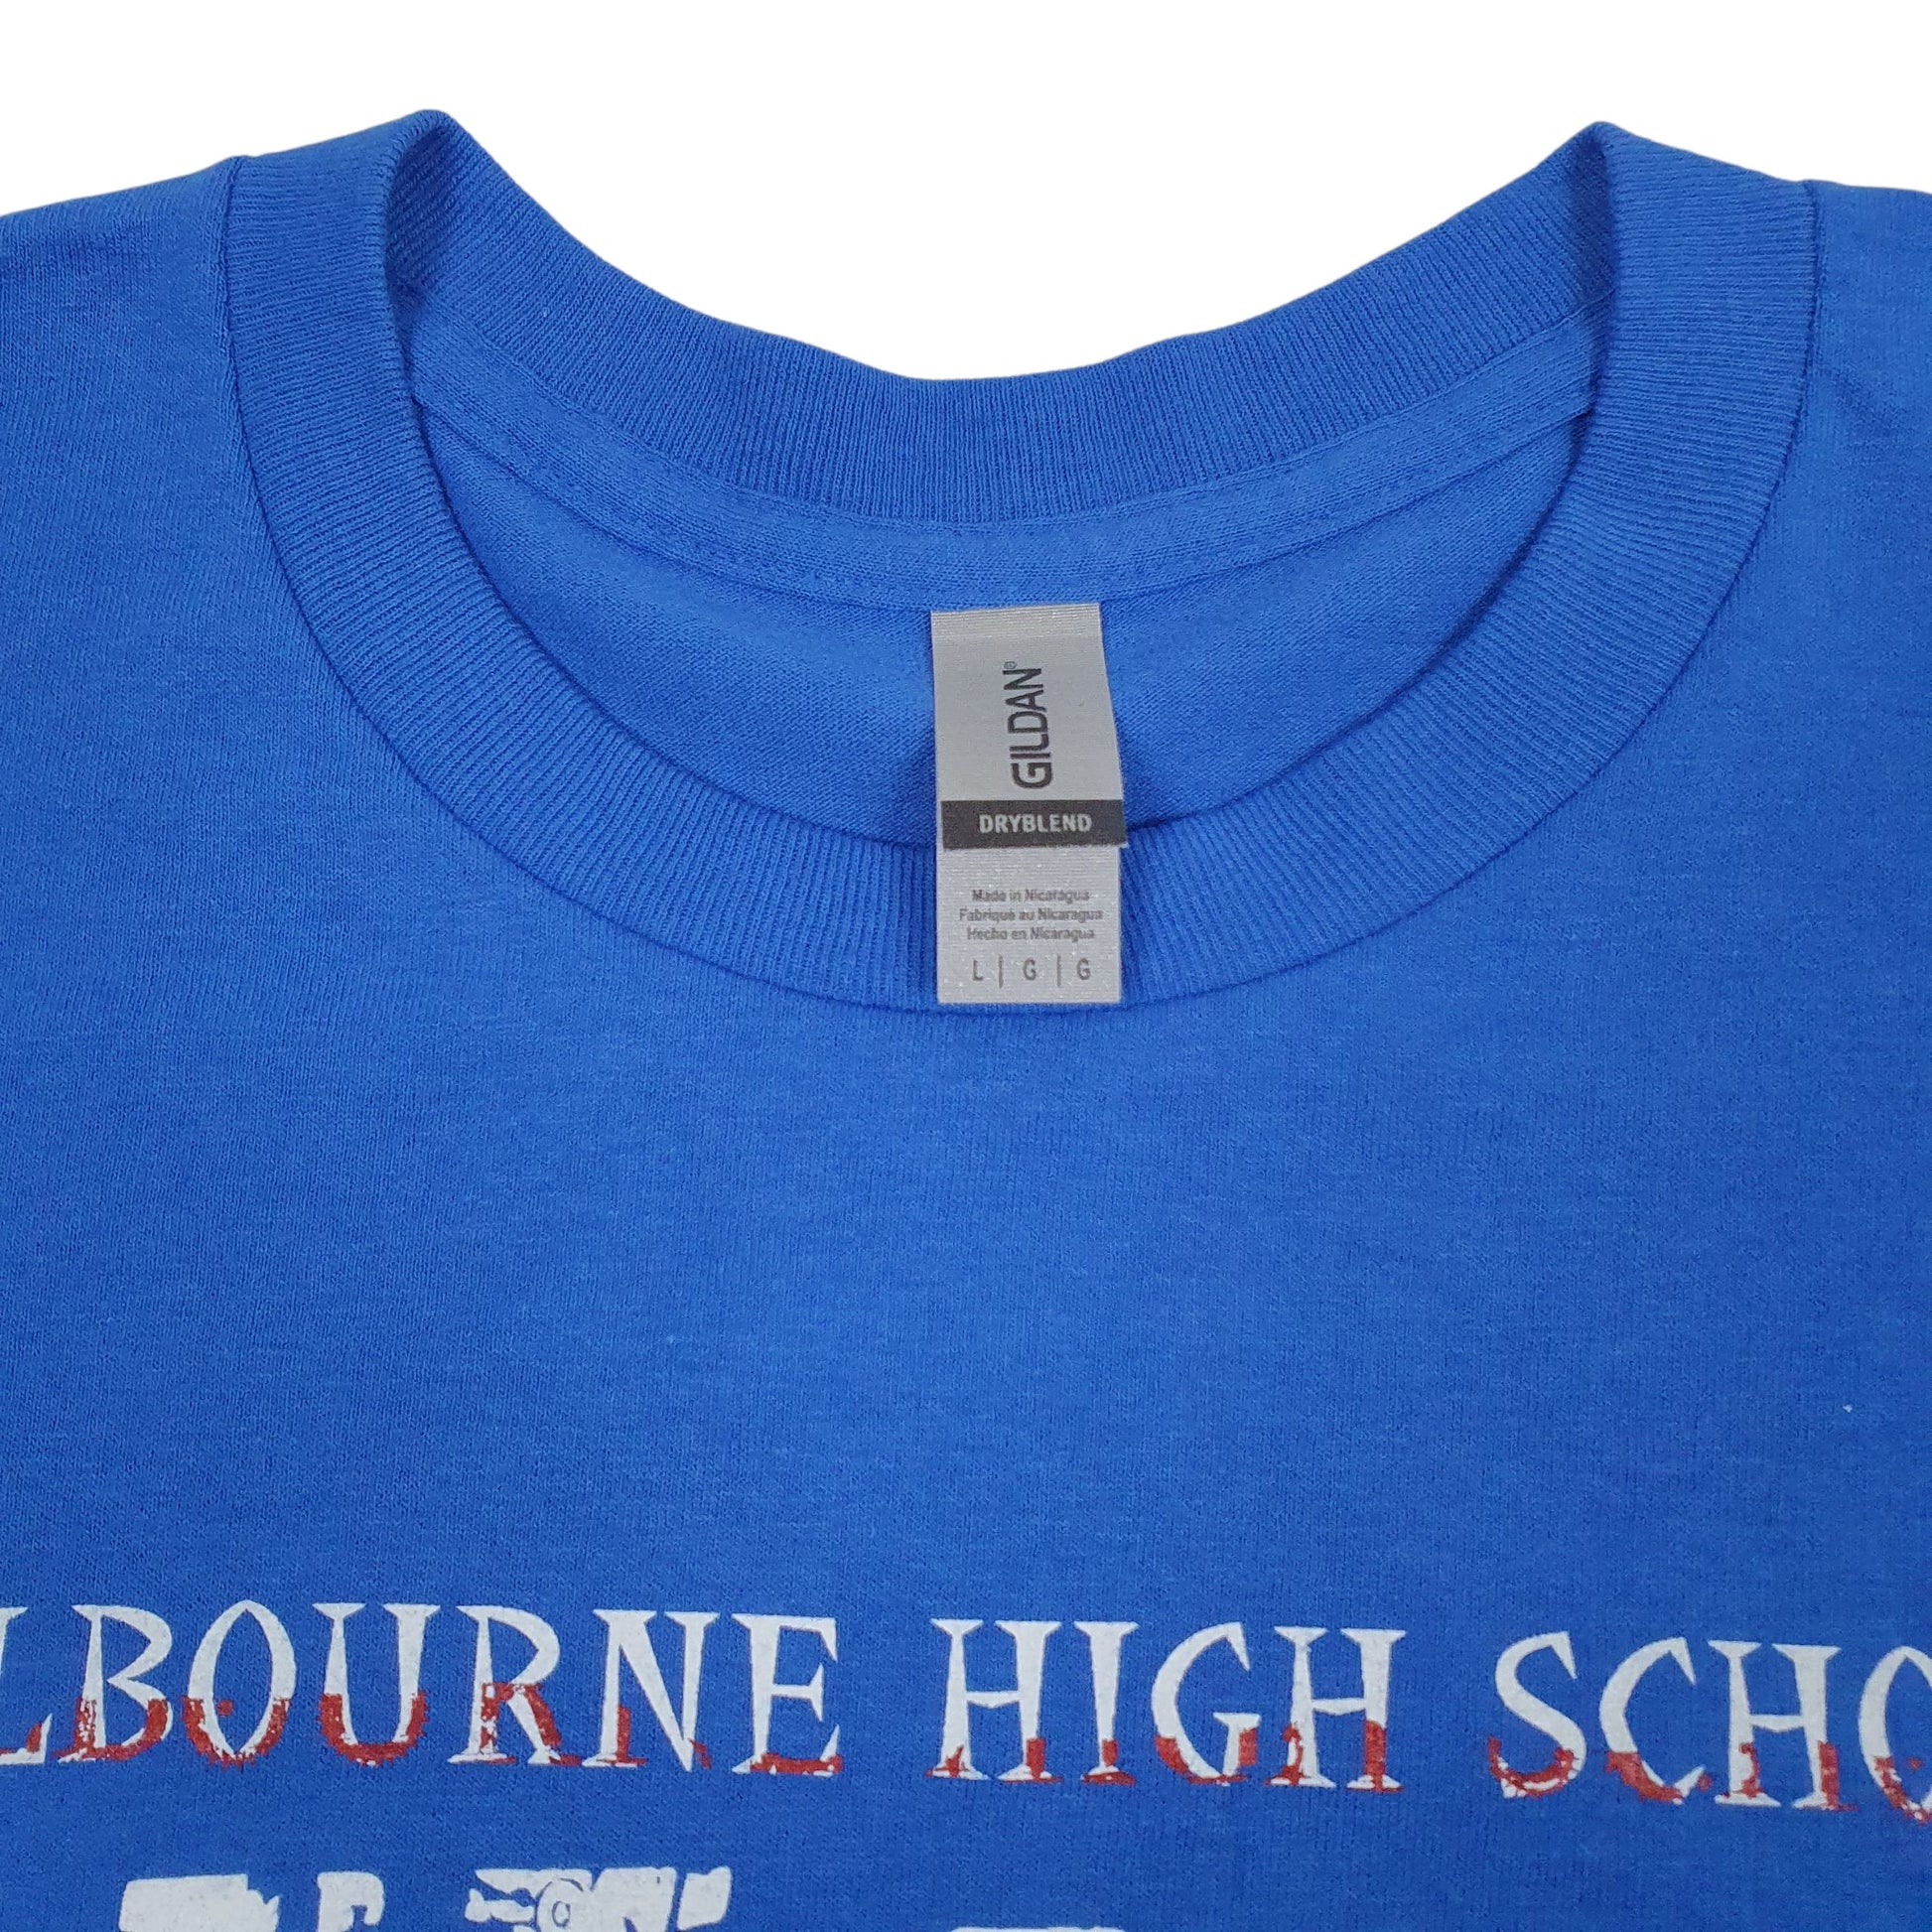 GILDAN®
DRYBLEND
Made in Nicaragua
Fabriqué au Nicaragua
Hecho en Nicaragua
L | G | G
LBOURNE HIGH SCHO